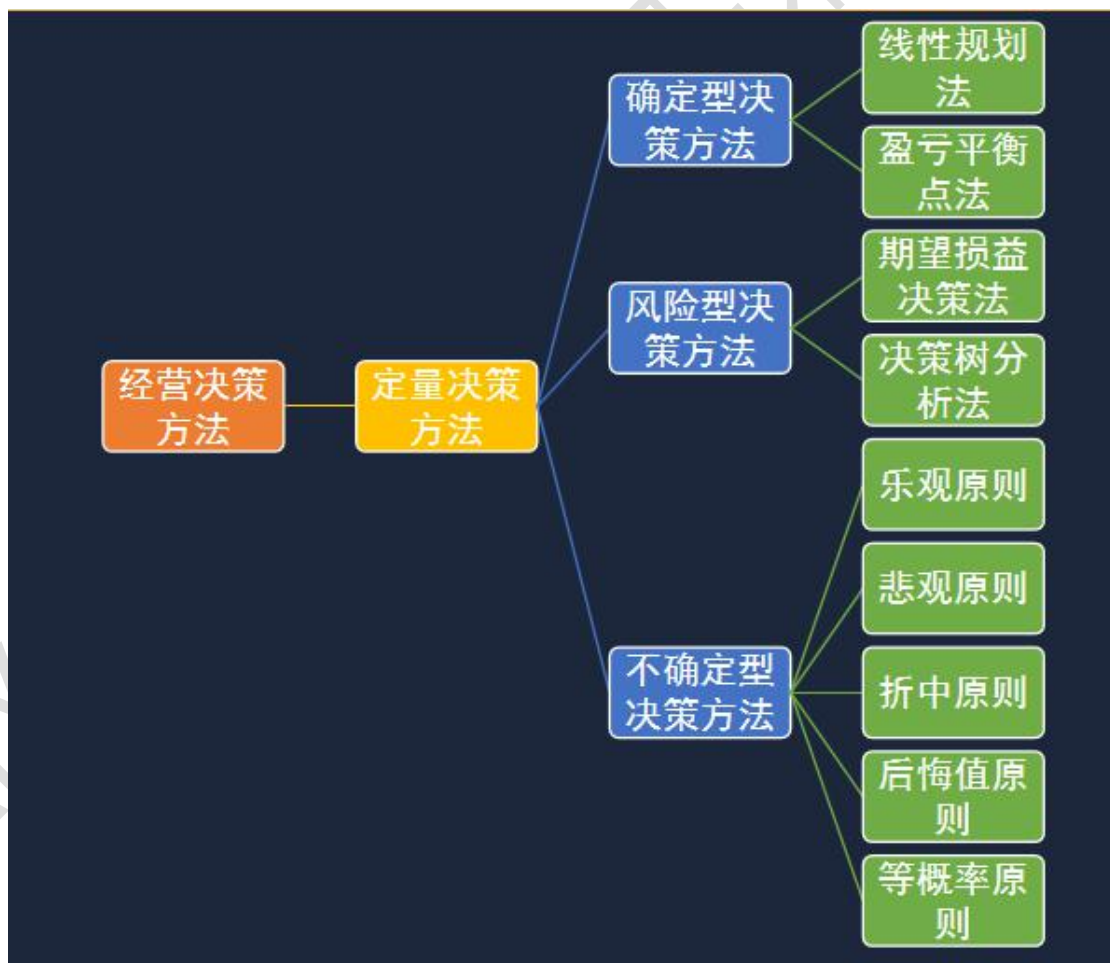 线性规划
法
确定型决
策方法
盈亏平衡
点法
期望损益
决策法
风险型决
策方法
决策树分
析法
经营决策
方法
定量决策
方法
乐观原则
悲观原则
不确定型
决策方法
折中原则
后悔值原
则
等概率原
则